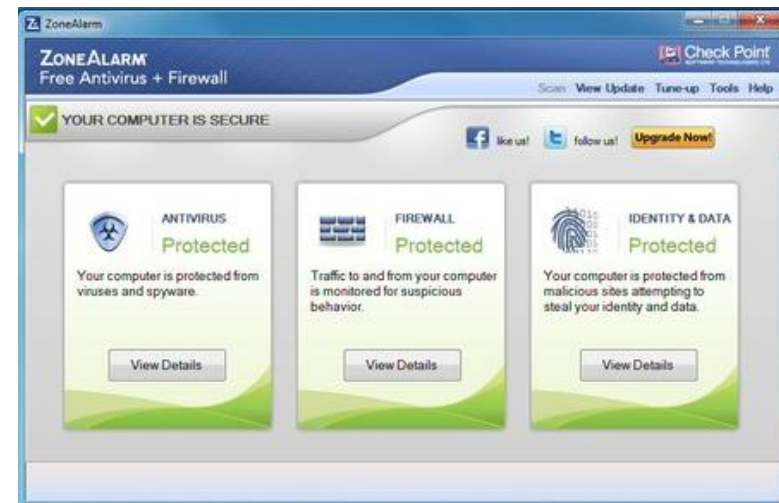 ZoneAlarm
ZONEALARM
Check Point
SOFTWARE TECHNOLOGIES LTD.
Free Antivirus + Firewall
Scan View Update Tune-up Tools Help
YOUR COMPUTER IS SECURE
like us! follow us! Upgrade Now!
ANTIVIRUS
Protected
Your computer is protected from
viruses and spyware.
View Details
FIREWALL
Protected
Traffic to and from your computer
is monitored for suspicious
behavior.
View Details
IDENTITY & DATA
Protected
Your computer is protected from
malicious sites attempting to
steal your identity and data.
View Details